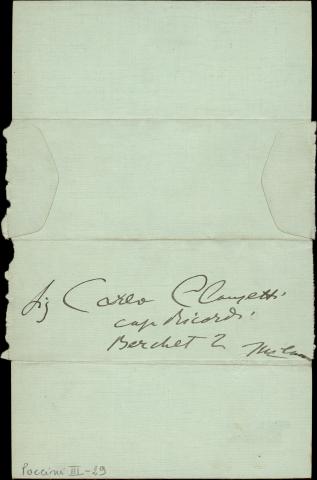 Sig Carlo Clausetti
casa Ricordi
Berchet 2 Milano
Puccini III-29